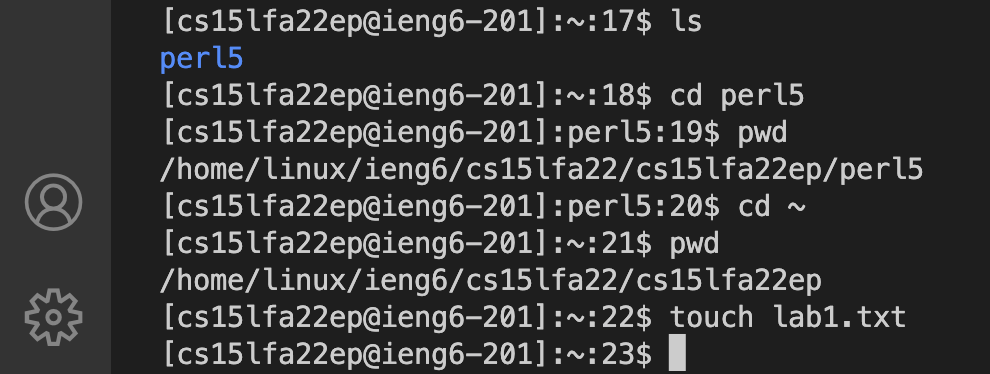 [cs15lfa22ep@ieng6-201]:~:17$ ls
perl5
[cs15lfa22ep@ieng6-201]:~:18$ cd perl5
[cs15lfa22ep@ieng6-201]:perl5:19$ pwd
/home/linux/ieng6/cs15lfa22/cs15lfa22ep/perl5
[cs15lfa22ep@ieng6-201]:perl5:20$ cd ~
[cs15lfa22ep@ieng6-201]:~:21$ pwd
/home/linux/ieng6/cs15lfa22/cs15lfa22ep
[cs15lfa22ep@ieng6-201]:~:22$ touch lab1.txt
[cs15lfa22ep@ieng6-201]:~:23$